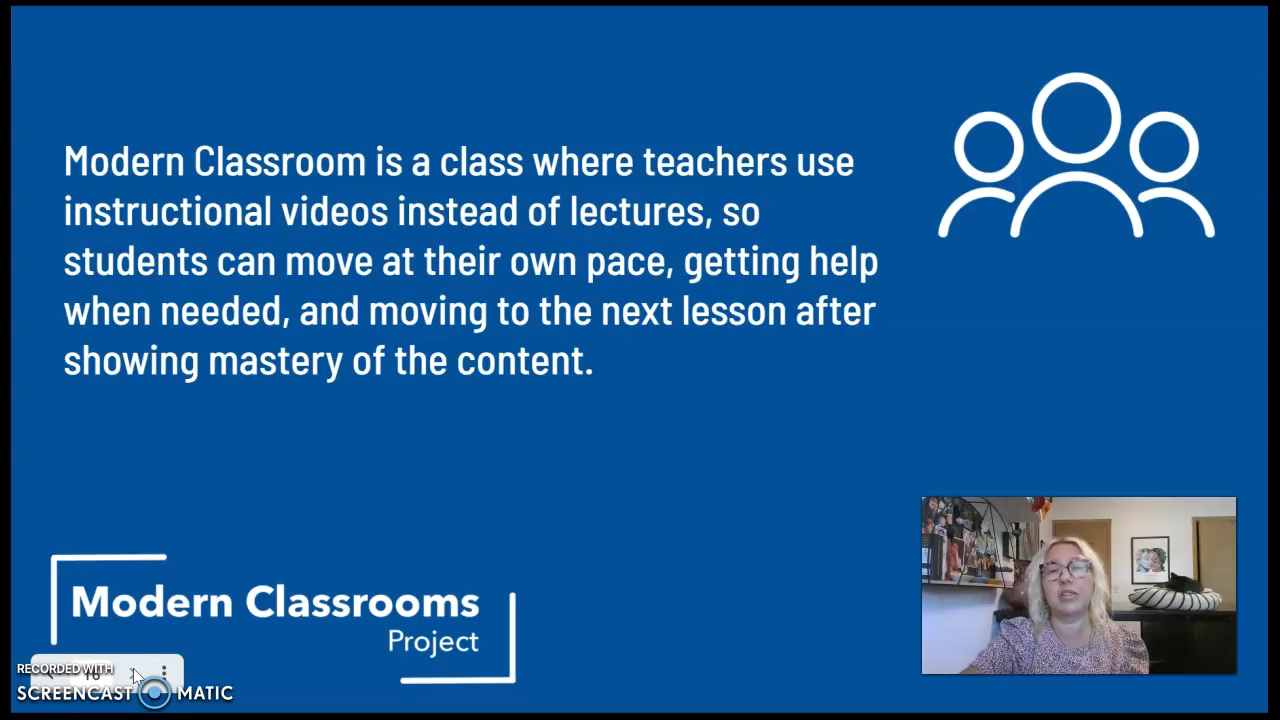 Modern Classroom is a class where teachers use
instructional videos instead of lectures, so
students can move at their own pace, getting help
when needed, and moving to the next lesson after
showing mastery of the content.
Modern Classrooms
Project
RECORDED WITH
SCREENCAST MATIC